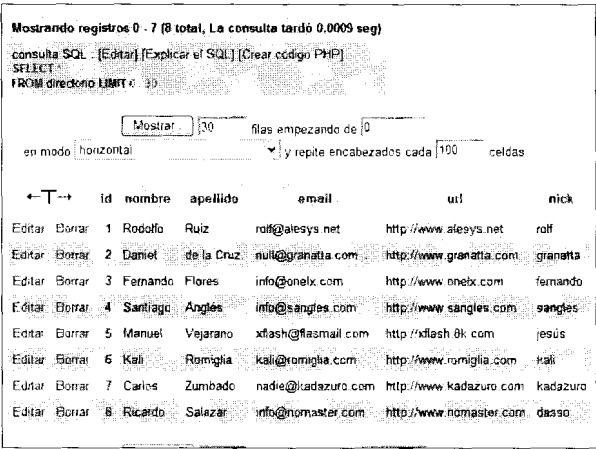 Mostrando registros 0 - 7 (8 total, La consulta tardó 0.0009 seg)
consulta SQL : [Editar] [Explicar el SQL] [Crear código PHP]
SELECT *
FROM directorio LIMIT 0, 30
Mostrar : 30 filas empezando de 0
en modo horizontal y repite encabezados cada 100 celdas
←T→ id nombre apellido email url nick
Editar Borrar 1 Rodolfo Ruiz rolf@alesys.net http://www.alesys.net rolf
Editar Borrar 2 Daniel de la Cruz null@granatta.com http://www.granatta.com granatta
Editar Borrar 3 Fernando Flores info@onelx.com http://www.onelx.com fernando
Editar Borrar 4 Santiago Anglés info@sangles.com http://www.sangles.com sangles
Editar Borrar 5 Manuel Vejarano xflash@flasmail.com http://xflash.8k.com jesús
Editar Borrar 6 Kali Romiglia kali@romiglia.com http://www.romiglia.com kali
Editar Borrar 7 Carlos Zumbado nadie@kadazuro.com http://www.kadazuro.com kadazuro
Editar Borrar 8 Ricardo Salazar info@nomaster.com http://www.nomaster.com daaso